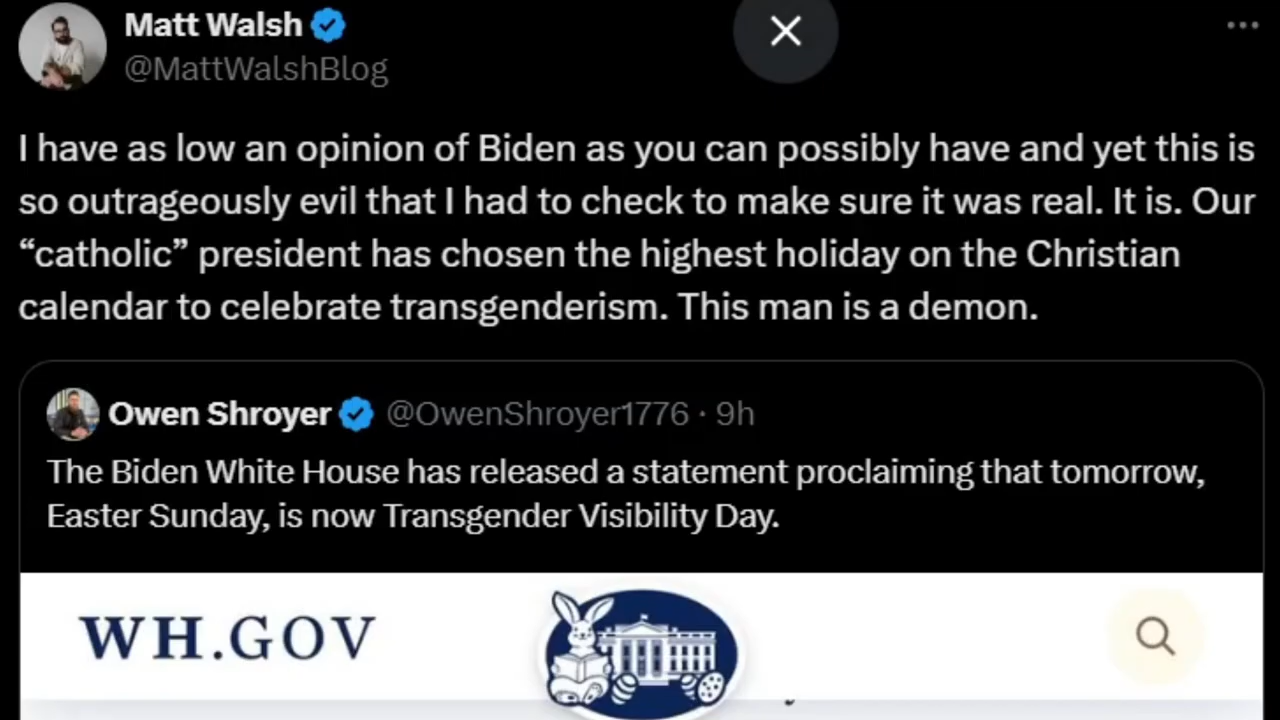 Matt Walsh
@MattWalshBlog
I have as low an opinion of Biden as you can possibly have and yet this is
so outrageously evil that I had to check to make sure it was real. It is. Our
“catholic” president has chosen the highest holiday on the Christian
calendar to celebrate transgenderism. This man is a demon.
Owen Shroyer @OwenShroyer1776 · 9h
The Biden White House has released a statement proclaiming that tomorrow,
Easter Sunday, is now Transgender Visibility Day.
WH.GOV